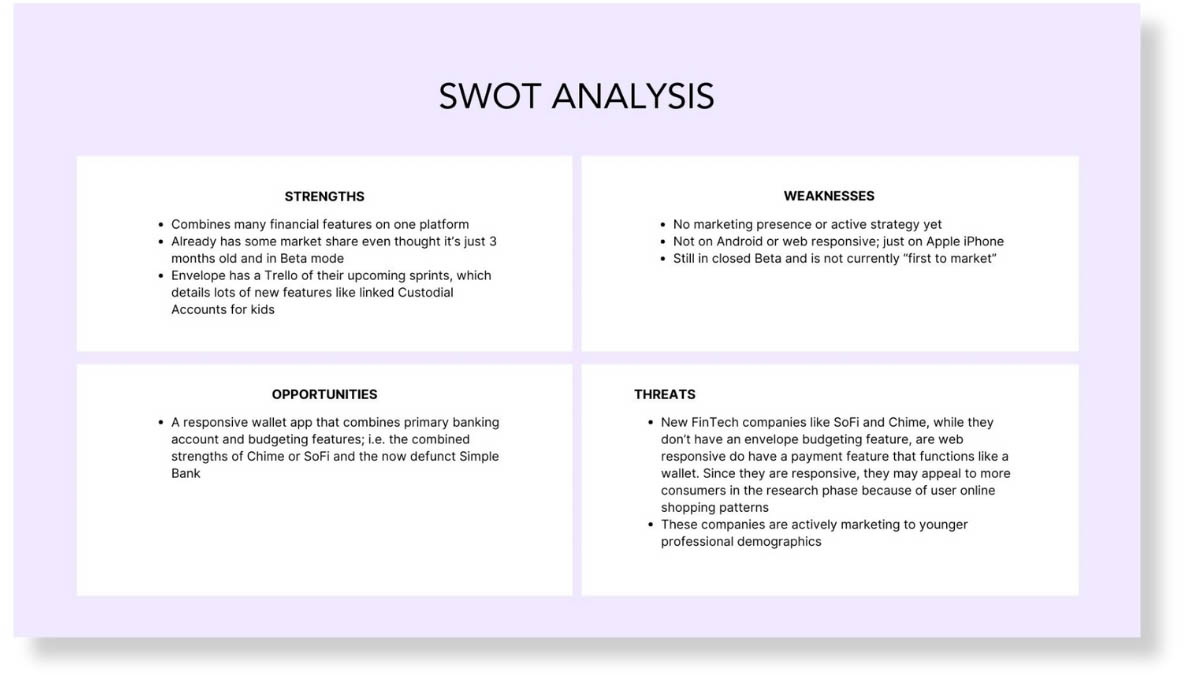 SWOT ANALYSIS
STRENGTHS
• Combines many financial features on one platform
• Already has some market share even thought it's just 3
months old and in Beta mode
• Envelope has a Trello of their upcoming sprints, which
details lots of new features like linked Custodial
Accounts for kids
WEAKNESSES
• No marketing presence or active strategy yet
• Not on Android or web responsive; just on Apple iPhone
• Still in closed Beta and is not currently “first to market”
OPPORTUNITIES
• A responsive wallet app that combines primary banking
account and budgeting features; i.e. the combined
strengths of Chime or SoFi and the now defunct Simple
Bank
THREATS
• New FinTech companies like SoFi and Chime, while they
don't have an envelope budgeting feature, are web
responsive do have a payment feature that functions like a
wallet. Since they are responsive, they may appeal to more
consumers in the research phase because of user online
shopping patterns
• These companies are actively marketing to younger
professional demographics